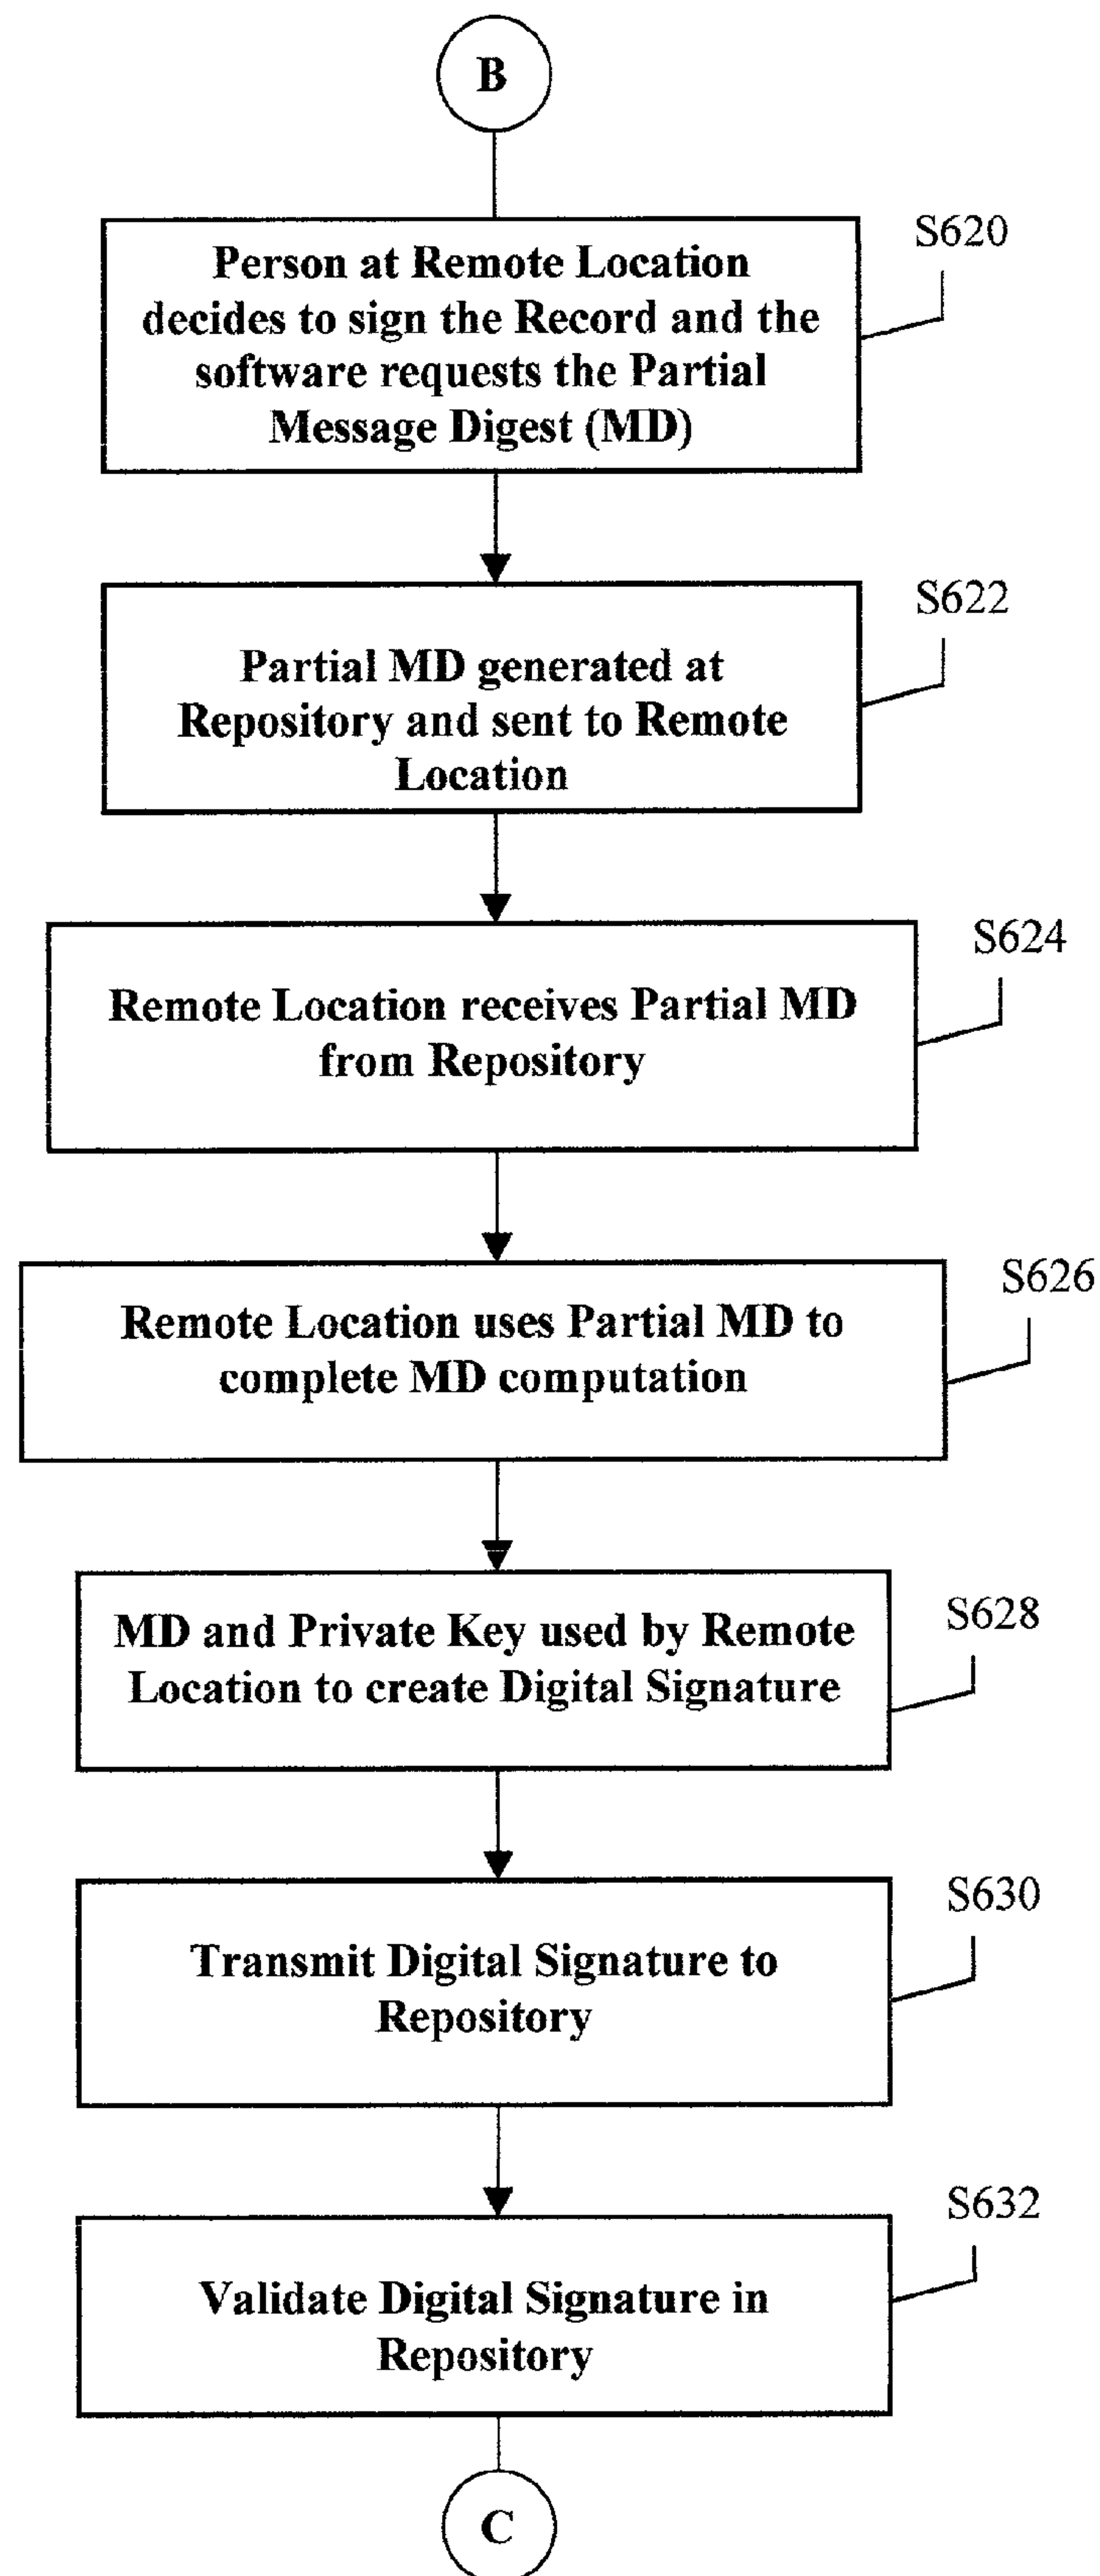 B
S620
Person at Remote Location
decides to sign the Record and the
software requests the Partial
Message Digest (MD)
S622
Partial MD generated at
Repository and sent to Remote
Location
S624
Remote Location receives Partial MD
from Repository
S626
Remote Location uses Partial MD to
complete MD computation
S628
MD and Private Key used by Remote
Location to create Digital Signature
S630
Transmit Digital Signature to
Repository
S632
Validate Digital Signature in
Repository
C